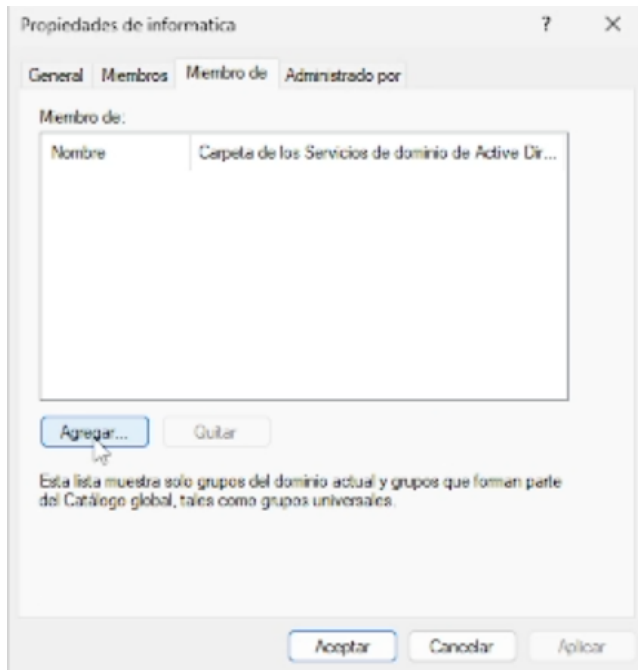 Propiedades de informatica ? ×
General Miembros Miembro de Administrado por
Miembro de:
Nombre Carpeta de los Servicios de dominio de Active Dir...
Agregar... Quitar
Esta lista muestra solo grupos del dominio actual y grupos que forman parte
del Catálogo global, tales como grupos universales.
Aceptar Cancelar Aplicar